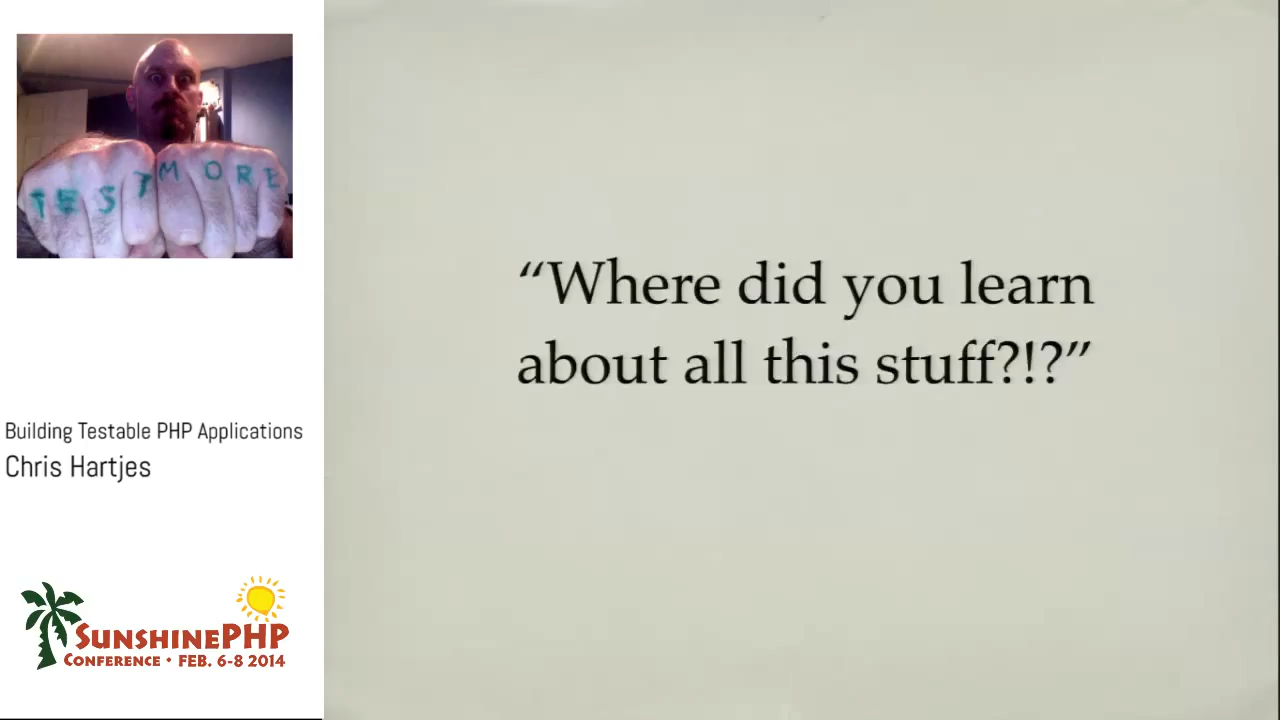 TEST MORE
“Where did you learn
about all this stuff?!?”
Building Testable PHP Applications
Chris Hartjes
SUNSHINEPHP
CONFERENCE • FEB. 6-8 2014